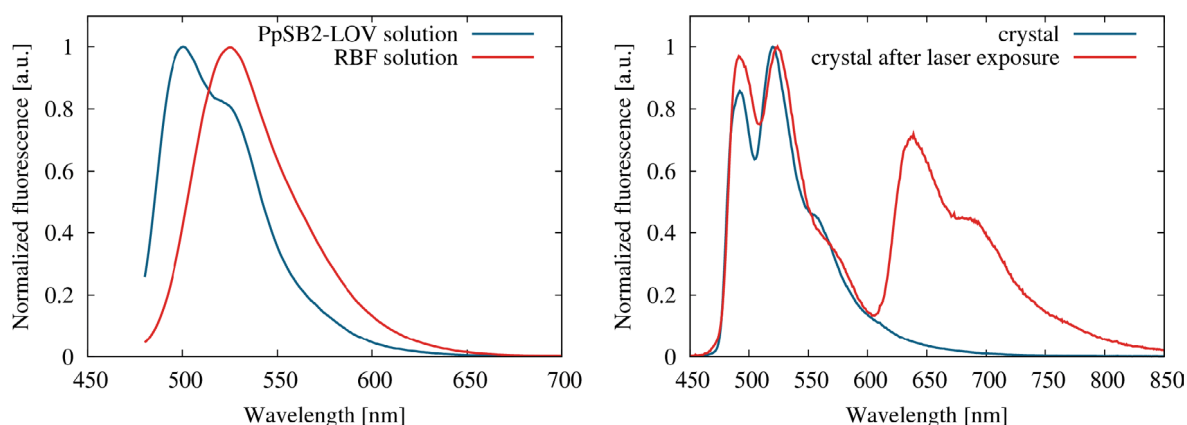 PpSB2-LOV solution
RBF solution
Normalized fluorescence [a.u.]
1
0.8
0.6
0.4
0.2
0
450 500 550 600 650 700
Wavelength [nm]
crystal
crystal after laser exposure
Normalized fluorescence [a.u.]
1
0.8
0.6
0.4
0.2
0
450 500 550 600 650 700 750 800 850
Wavelength [nm]